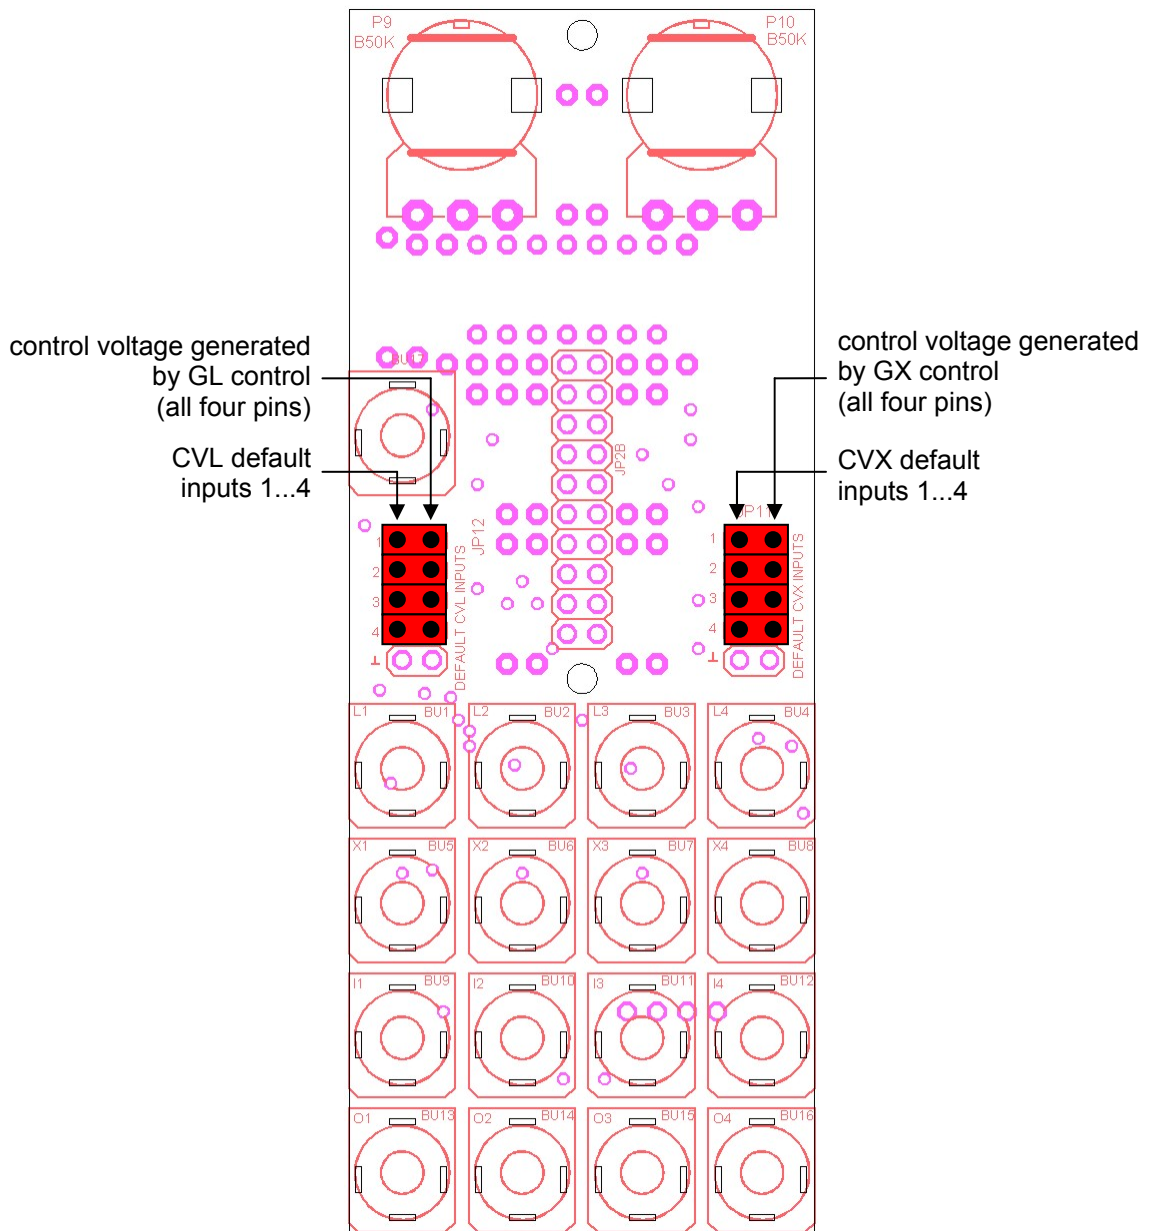 P9
B50K
P10
B50K
control voltage generated
by GL control
(all four pins)
CVL default
inputs 1...4
control voltage generated
by GX control
(all four pins)
CVX default
inputs 1...4
BU17
JP2B
JP12
JP11
1
2
3
4
DEFAULT CVL INPUTS
1
2
3
4
DEFAULT CVX INPUTS
L1 BU1
L2 BU2
L3 BU3
L4 BU4
X1 BU5
X2 BU6
X3 BU7
X4 BU8
I1 BU9
I2 BU10
I3 BU11
I4 BU12
O1 BU13
O2 BU14
O3 BU15
O4 BU16